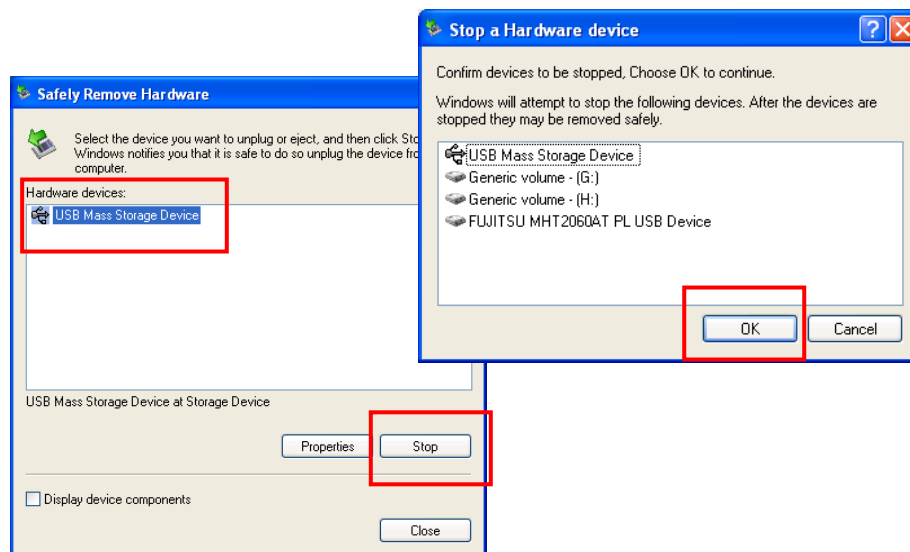 Safely Remove Hardware
Select the device you want to unplug or eject, and then click
Windows notifies you that it is safe to do so unplug the device
computer.
Hardware devices:
USB Mass Storage Device
USB Mass Storage Device at Storage Device
Properties
Stop
Display device components
Close
Stop a Hardware device
?
X
Confirm devices to be stopped, Choose OK to continue.
Windows will attempt to stop the following devices. After the devices are
stopped they may be removed safely.
USB Mass Storage Device
Generic volume - (G:)
Generic volume - (H:)
FUJITSU MHT2060AT PL USB Device
OK
Cancel